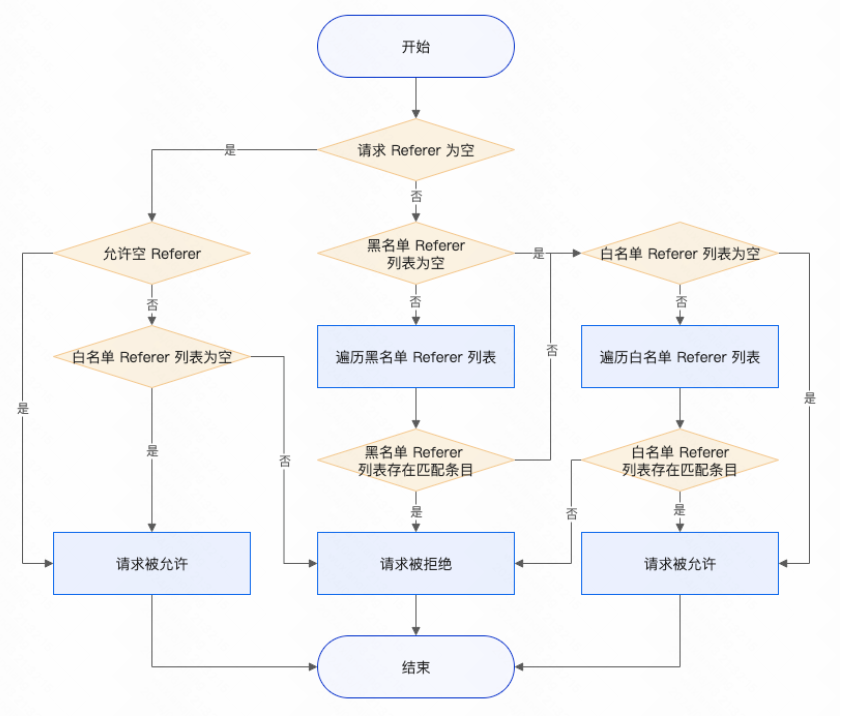 开始
请求 Referer 为空
是
否
允许空 Referer
黑名单 Referer
列表为空
是
白名单 Referer 列表为空
否
否
否
白名单 Referer 列表为空
遍历黑名单 Referer 列表
否
遍历白名单 Referer 列表
是
是
是
否
黑名单 Referer
列表存在匹配条目
白名单 Referer
列表存在匹配条目
是
否
是
请求被允许
请求被拒绝
请求被允许
结束